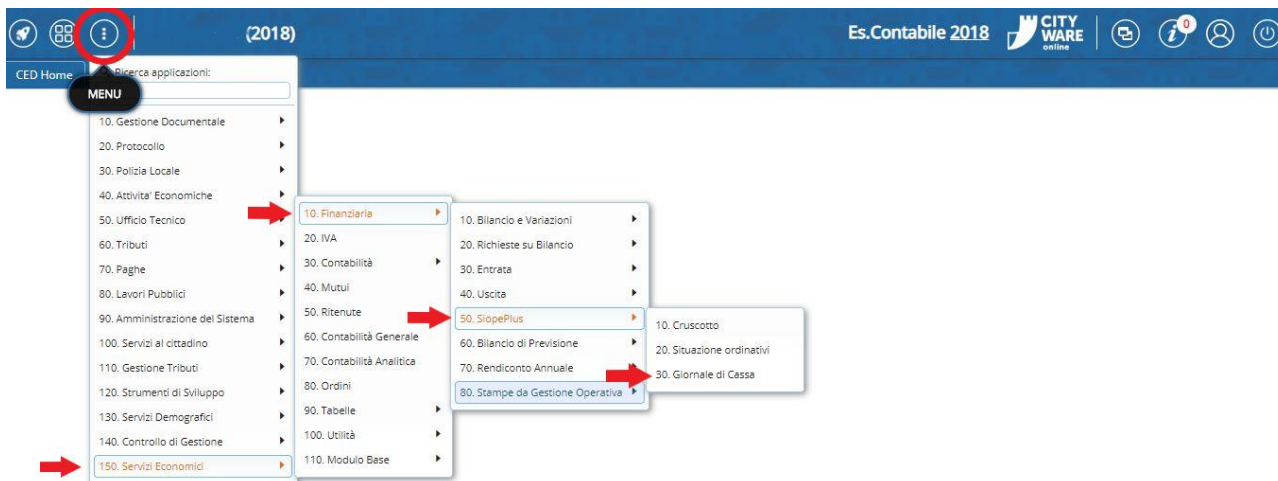 (2018)
Es.Contabile 2018
CITY
WARE
online
0
CED Home
Ricerca applicazioni:
MENU
10. Gestione Documentale
20. Protocollo
30. Polizia Locale
40. Attivita' Economiche
50. Ufficio Tecnico
60. Tributi
70. Paghe
80. Lavori Pubblici
90. Amministrazione del Sistema
100. Servizi al cittadino
110. Gestione Tributi
120. Strumenti di Sviluppo
130. Servizi Demografici
140. Controllo di Gestione
150. Servizi Economici
10. Finanziaria
20. IVA
30. Contabilità
40. Mutui
50. Ritenute
60. Contabilità Generale
70. Contabilità Analitica
80. Ordini
90. Tabelle
100. Utilità
110. Modulo Base
10. Bilancio e Variazioni
20. Richieste su Bilancio
30. Entrata
40. Uscita
50. SiopePlus
60. Bilancio di Previsione
70. Rendiconto Annuale
80. Stampe da Gestione Operativa
10. Cruscotto
20. Situazione ordinativi
30. Giornale di Cassa